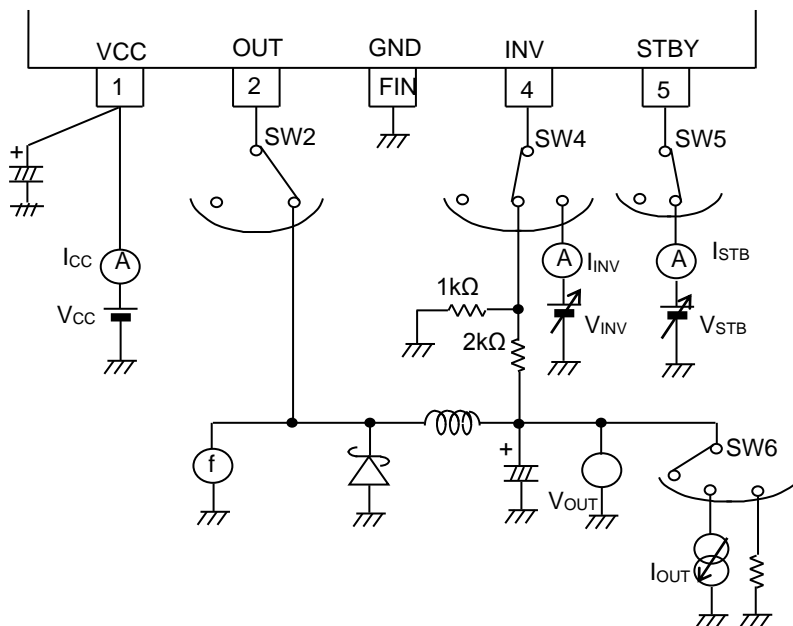 VCC OUT GND INV STBY
1 2 FIN 4 5
SW2 SW4 SW5
+
ICC A
A IINV
A ISTB
VCC
1kΩ
VINV
VSTB
2kΩ
f
+
VOUT
SW6
IOUT